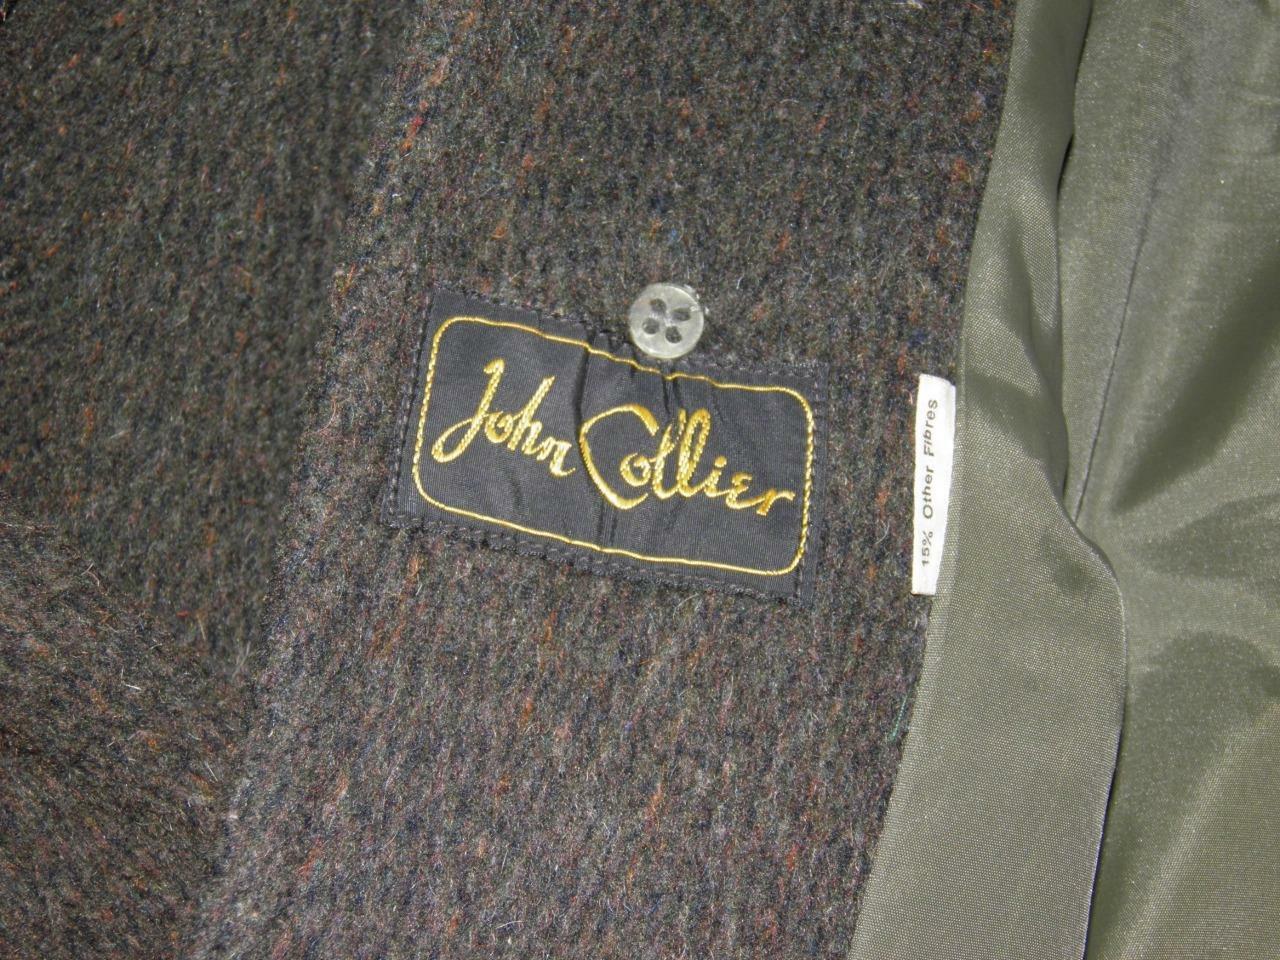 John Collier
15% Other Fibres